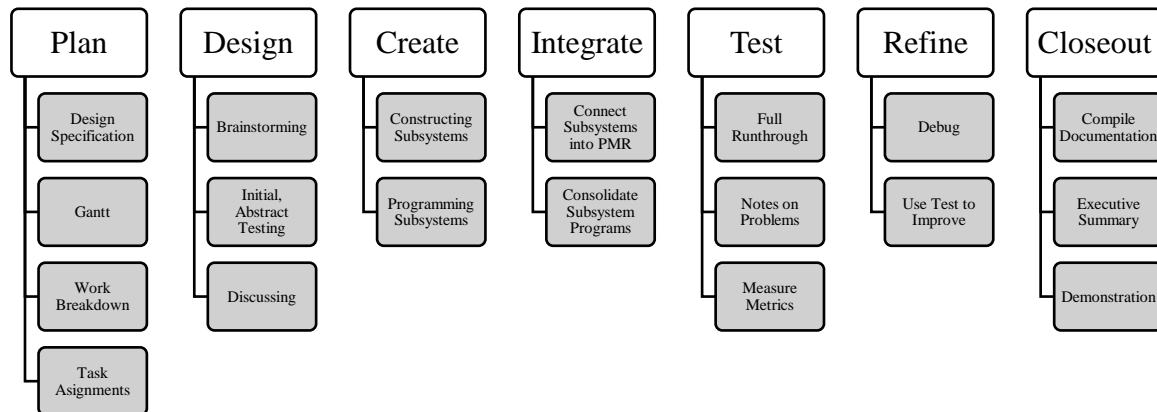 Plan
Design
Specification
Gantt
Work
Breakdown
Task
Asignments
Design
Brainstorming
Initial,
Abstract
Testing
Discussing
Create
Constructing
Subsystems
Programming
Subsystems
Integrate
Connect
Subsystems
into PMR
Consolidate
Subsystem
Programs
Test
Full
Runthrough
Notes on
Problems
Measure
Metrics
Refine
Debug
Use Test to
Improve
Closeout
Compile
Documentation
Executive
Summary
Demonstration